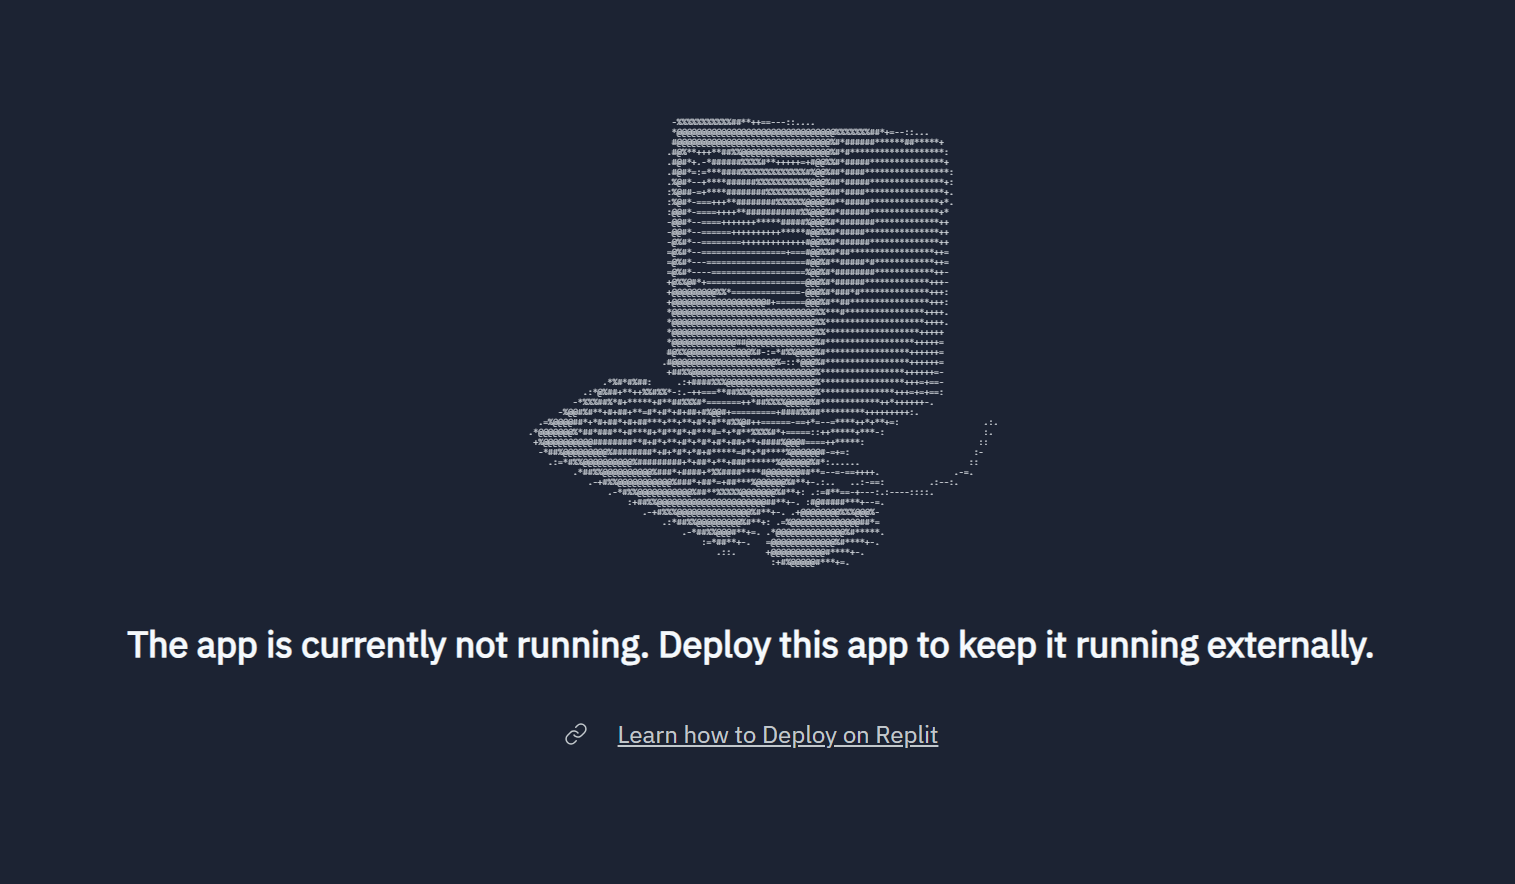 The app is currently not running. Deploy this app to keep it running externally.
Learn how to Deploy on Replit